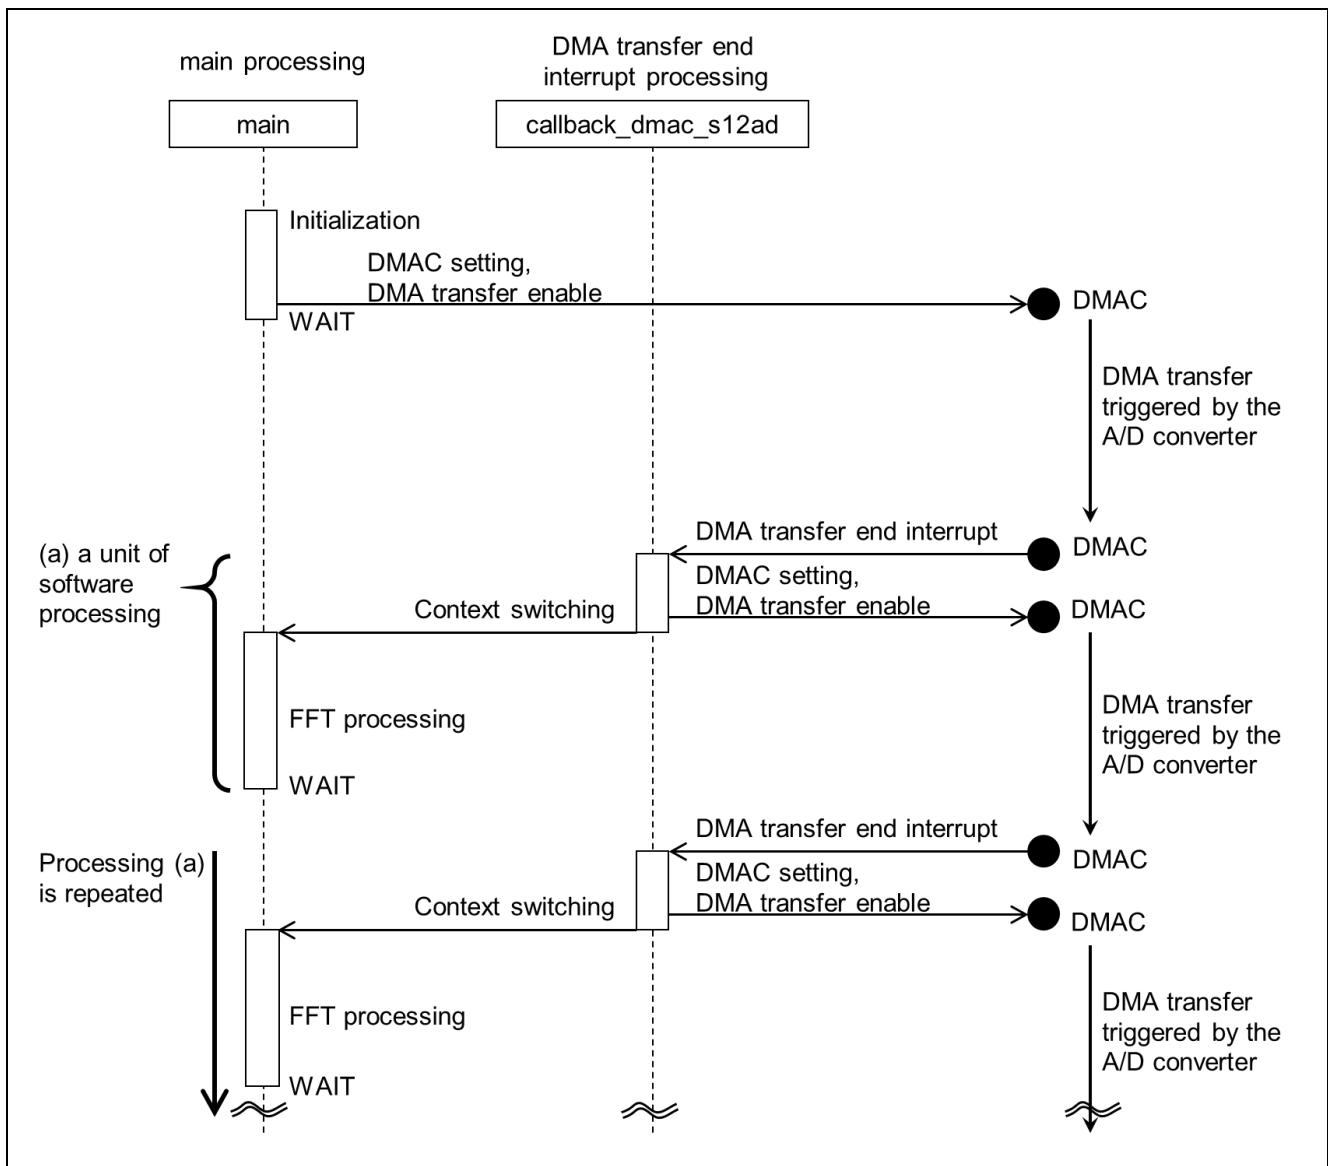 main processing
DMA transfer end
interrupt processing
main
callback_dmac_s12ad
Initialization
DMAC setting,
DMA transfer enable
DMAC
WAIT
DMA transfer
triggered by the
A/D converter
DMA transfer end interrupt
DMAC
(a) a unit of
software
processing
DMAC setting,
DMA transfer enable
DMAC
Context switching
FFT processing
DMA transfer
triggered by the
A/D converter
WAIT
DMA transfer end interrupt
DMAC
Processing (a)
is repeated
DMAC setting,
DMA transfer enable
DMAC
Context switching
FFT processing
DMA transfer
triggered by the
A/D converter
WAIT